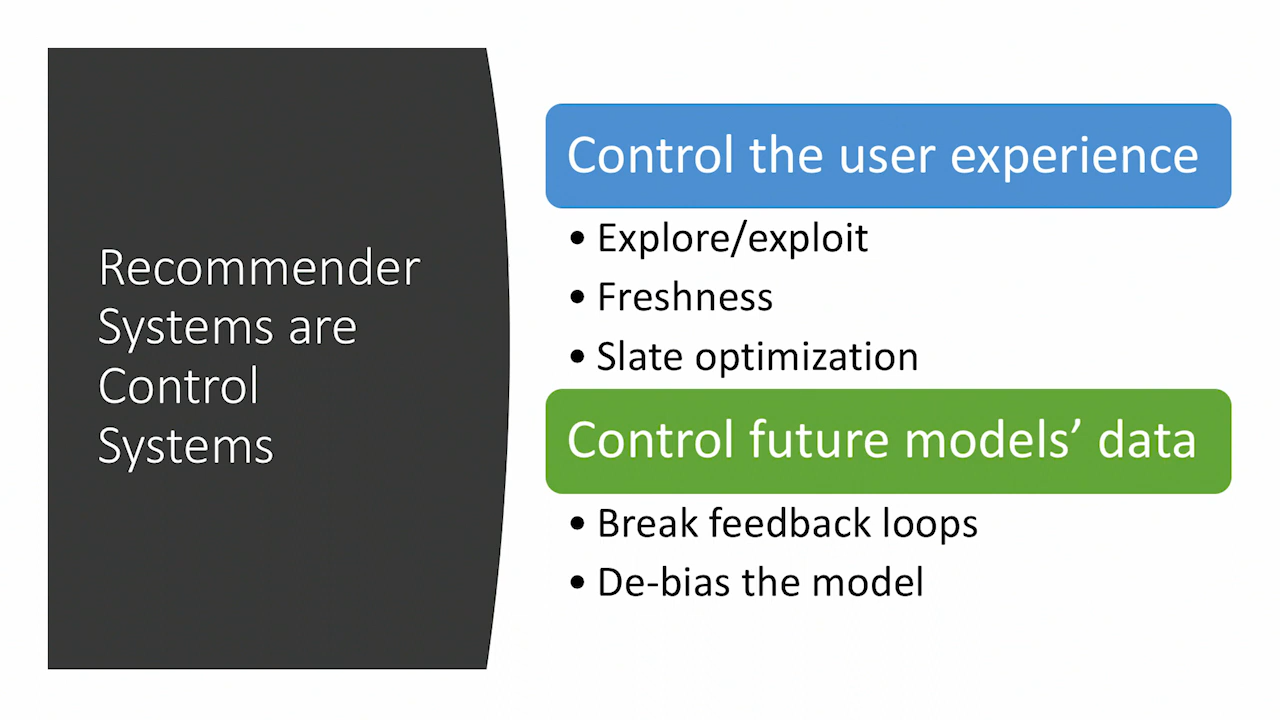 Recommender
Systems are
Control
Systems
Control the user experience
• Explore/exploit
• Freshness
• Slate optimization
Control future models’ data
• Break feedback loops
• De-bias the model